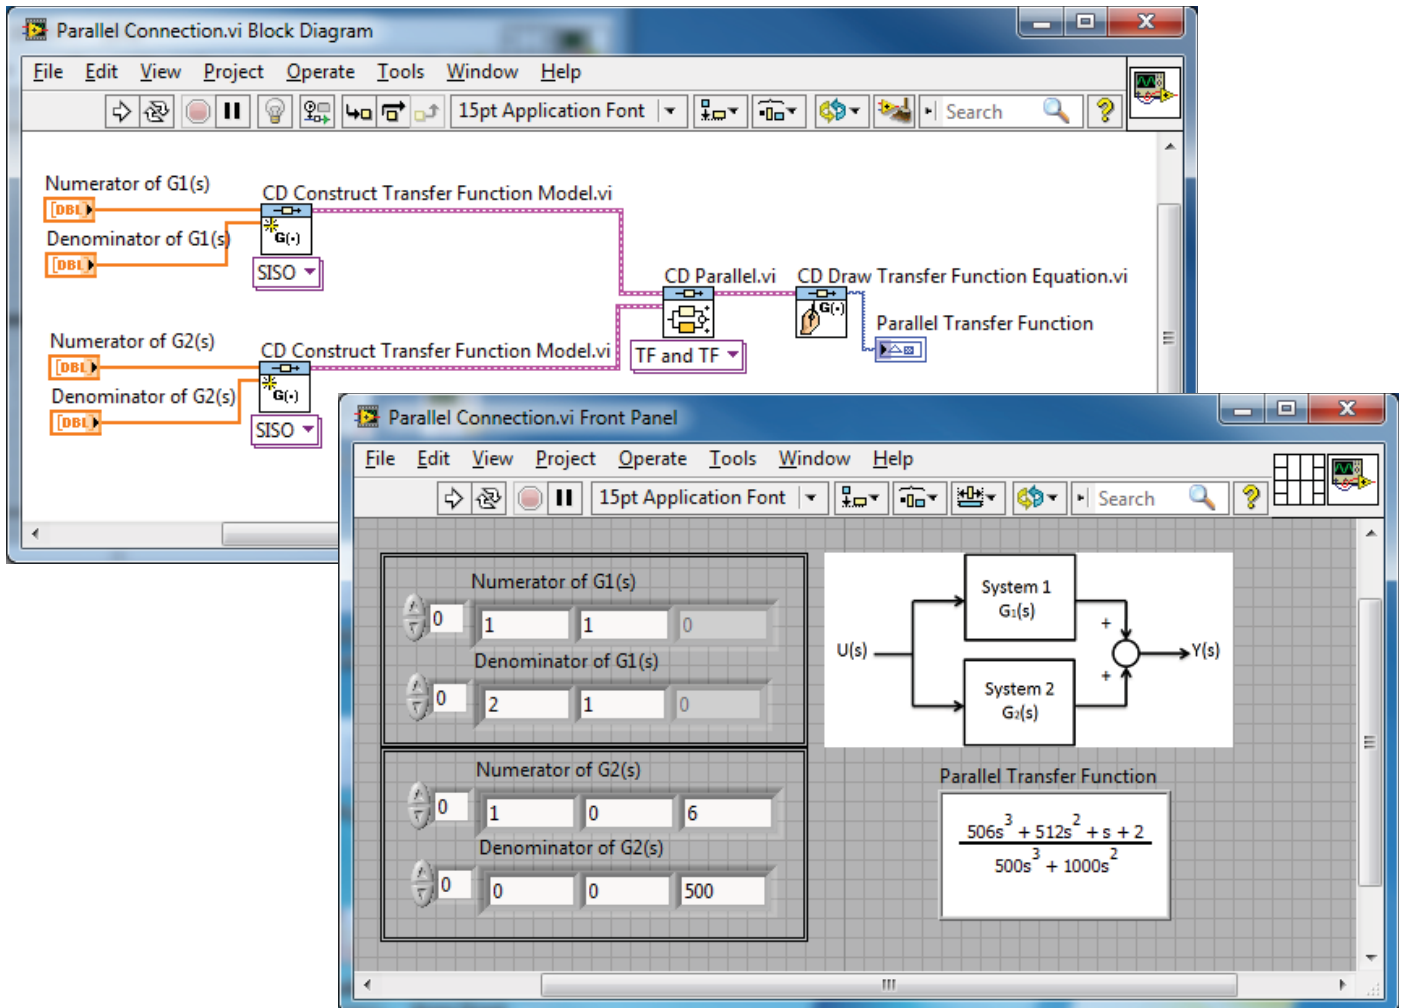 Parallel Connection.vi Block Diagram
File Edit View Project Operate Tools Window Help
15pt Application Font
Search
?
Numerator of G1(s)
[DBL]
CD Construct Transfer Function Model.vi
G(·)
Denominator of G1(s)
[DBL]
SISO
CD Parallel.vi
CD Draw Transfer Function Equation.vi
G(·)
TF and TF
Parallel Transfer Function
Numerator of G2(s)
[DBL]
CD Construct Transfer Function Model.vi
G(·)
Denominator of G2(s)
[DBL]
SISO
Parallel Connection.vi Front Panel
File Edit View Project Operate Tools Window Help
15pt Application Font
Search
?
Numerator of G1(s)
0 1 1 0
Denominator of G1(s)
0 2 1 0
Numerator of G2(s)
0 1 0 6
Denominator of G2(s)
0 0 0 500
System 1
G₁(s)
U(s)
+
Y(s)
+
System 2
G₂(s)
Parallel Transfer Function
506s³ + 512s² + s + 2
500s³ + 1000s²